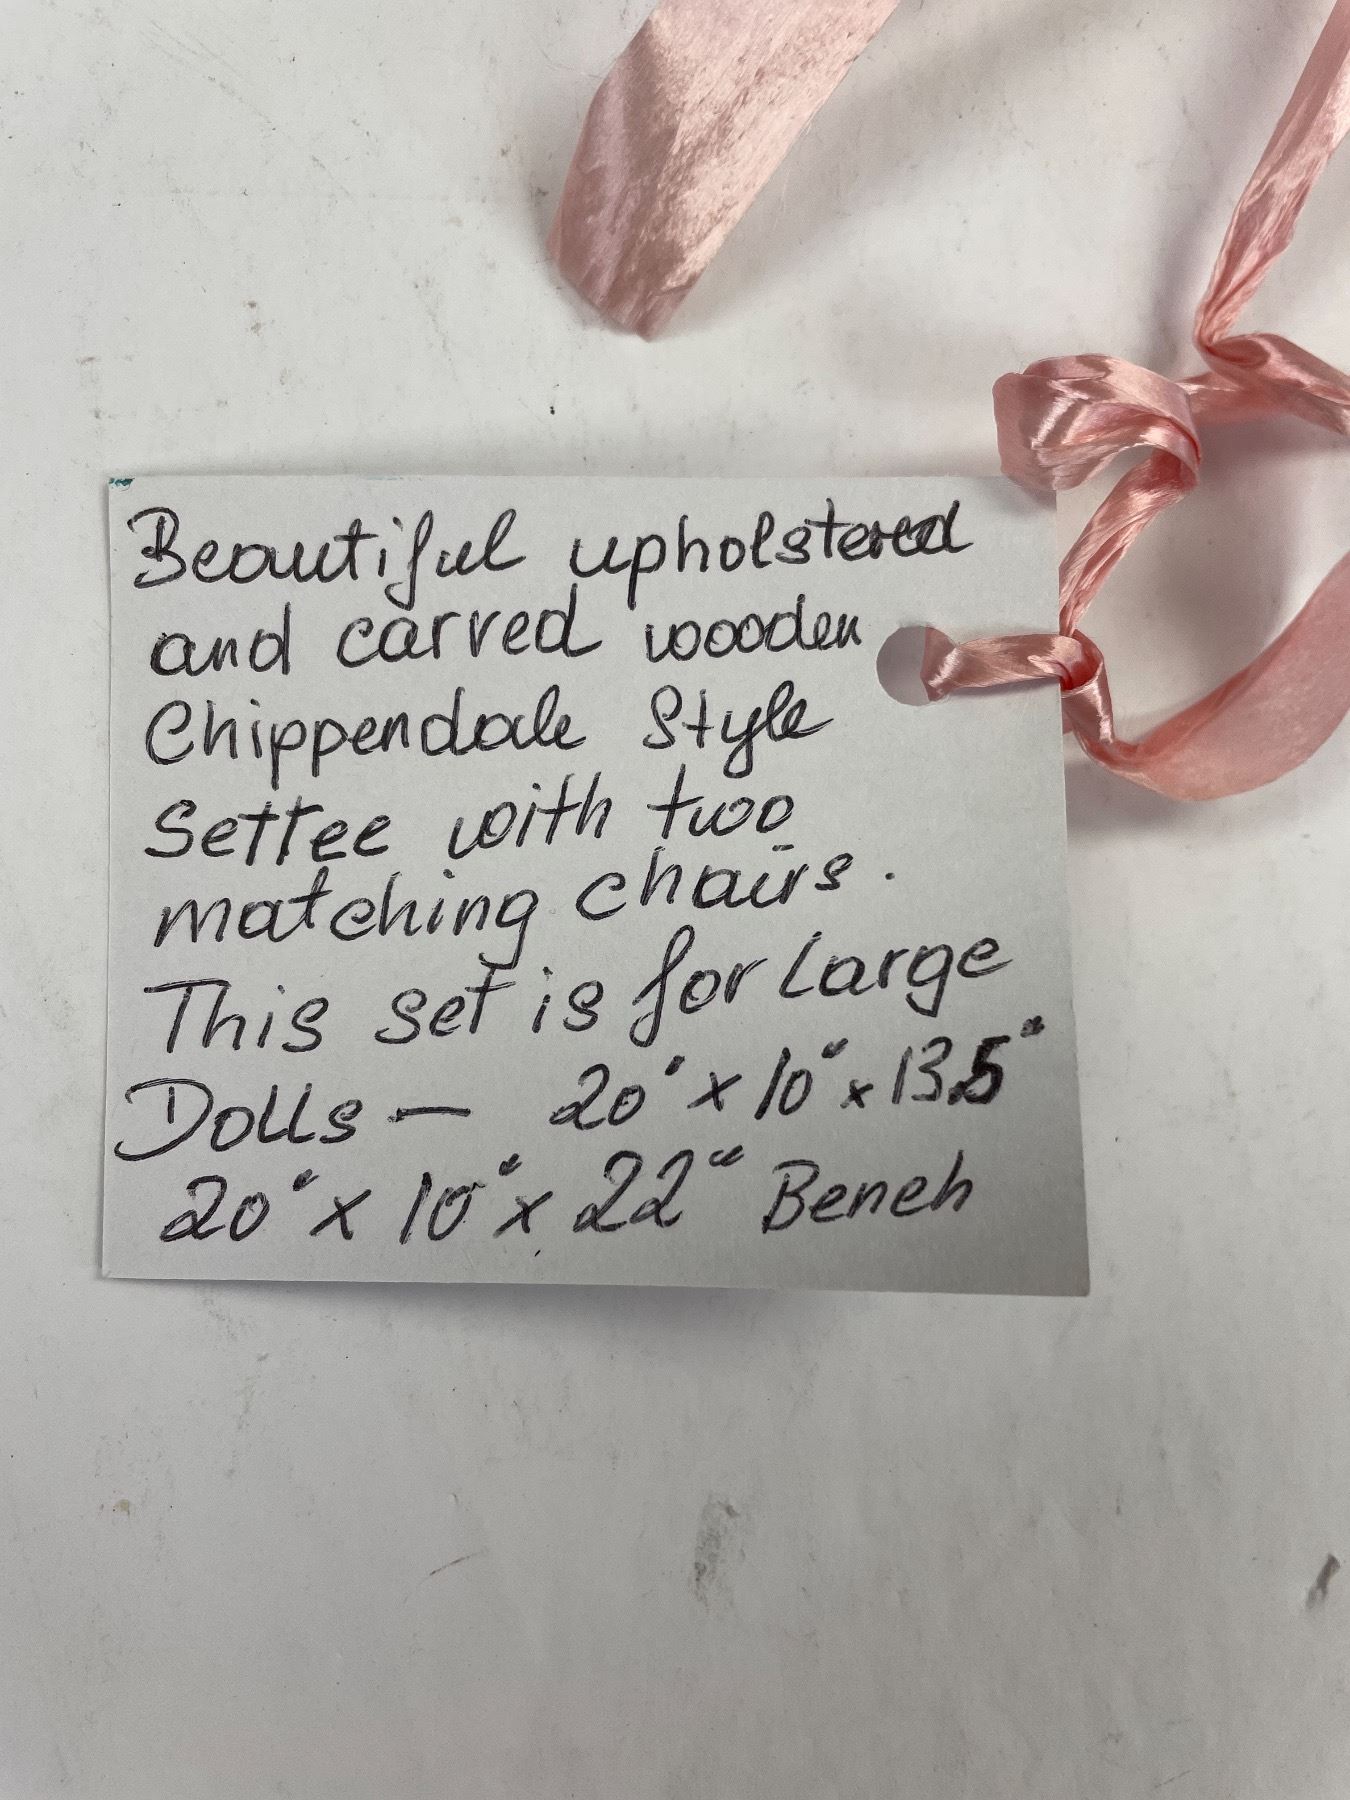 Beautiful upholstered
and carved wooden
Chippendale Style
Settee with two
matching chairs.
This set is for Large
Dolls — 20" x 10" x 13.5"
20" x 10" x 22" Bench